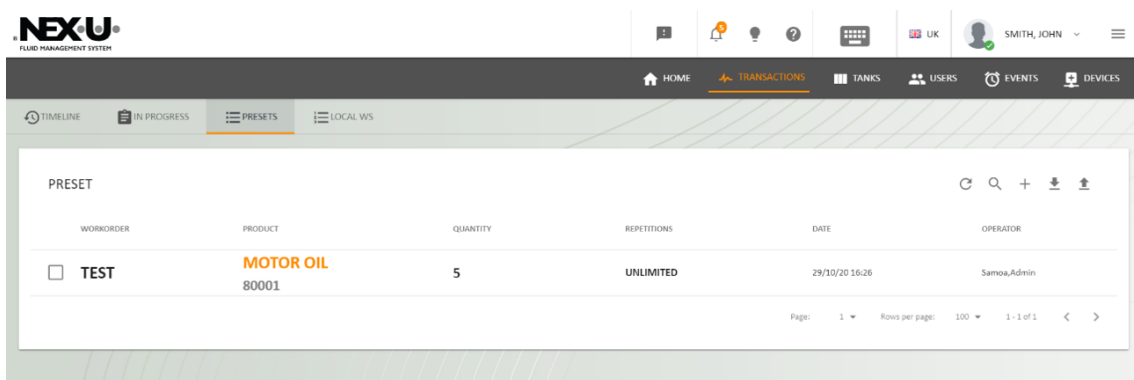 NEX·U·
FLUID MANAGEMENT SYSTEM
5
UK
SMITH, JOHN
HOME
TRANSACTIONS
TANKS
USERS
EVENTS
DEVICES
TIMELINE
IN PROGRESS
PRESETS
LOCAL WS
PRESET
WORKORDER PRODUCT QUANTITY REPETITIONS DATE OPERATOR
TEST MOTOR OIL 5 UNLIMITED 29/10/20 16:26 Samoa,Admin
80001
Page: 1 Rows per page: 100 1-1 of 1